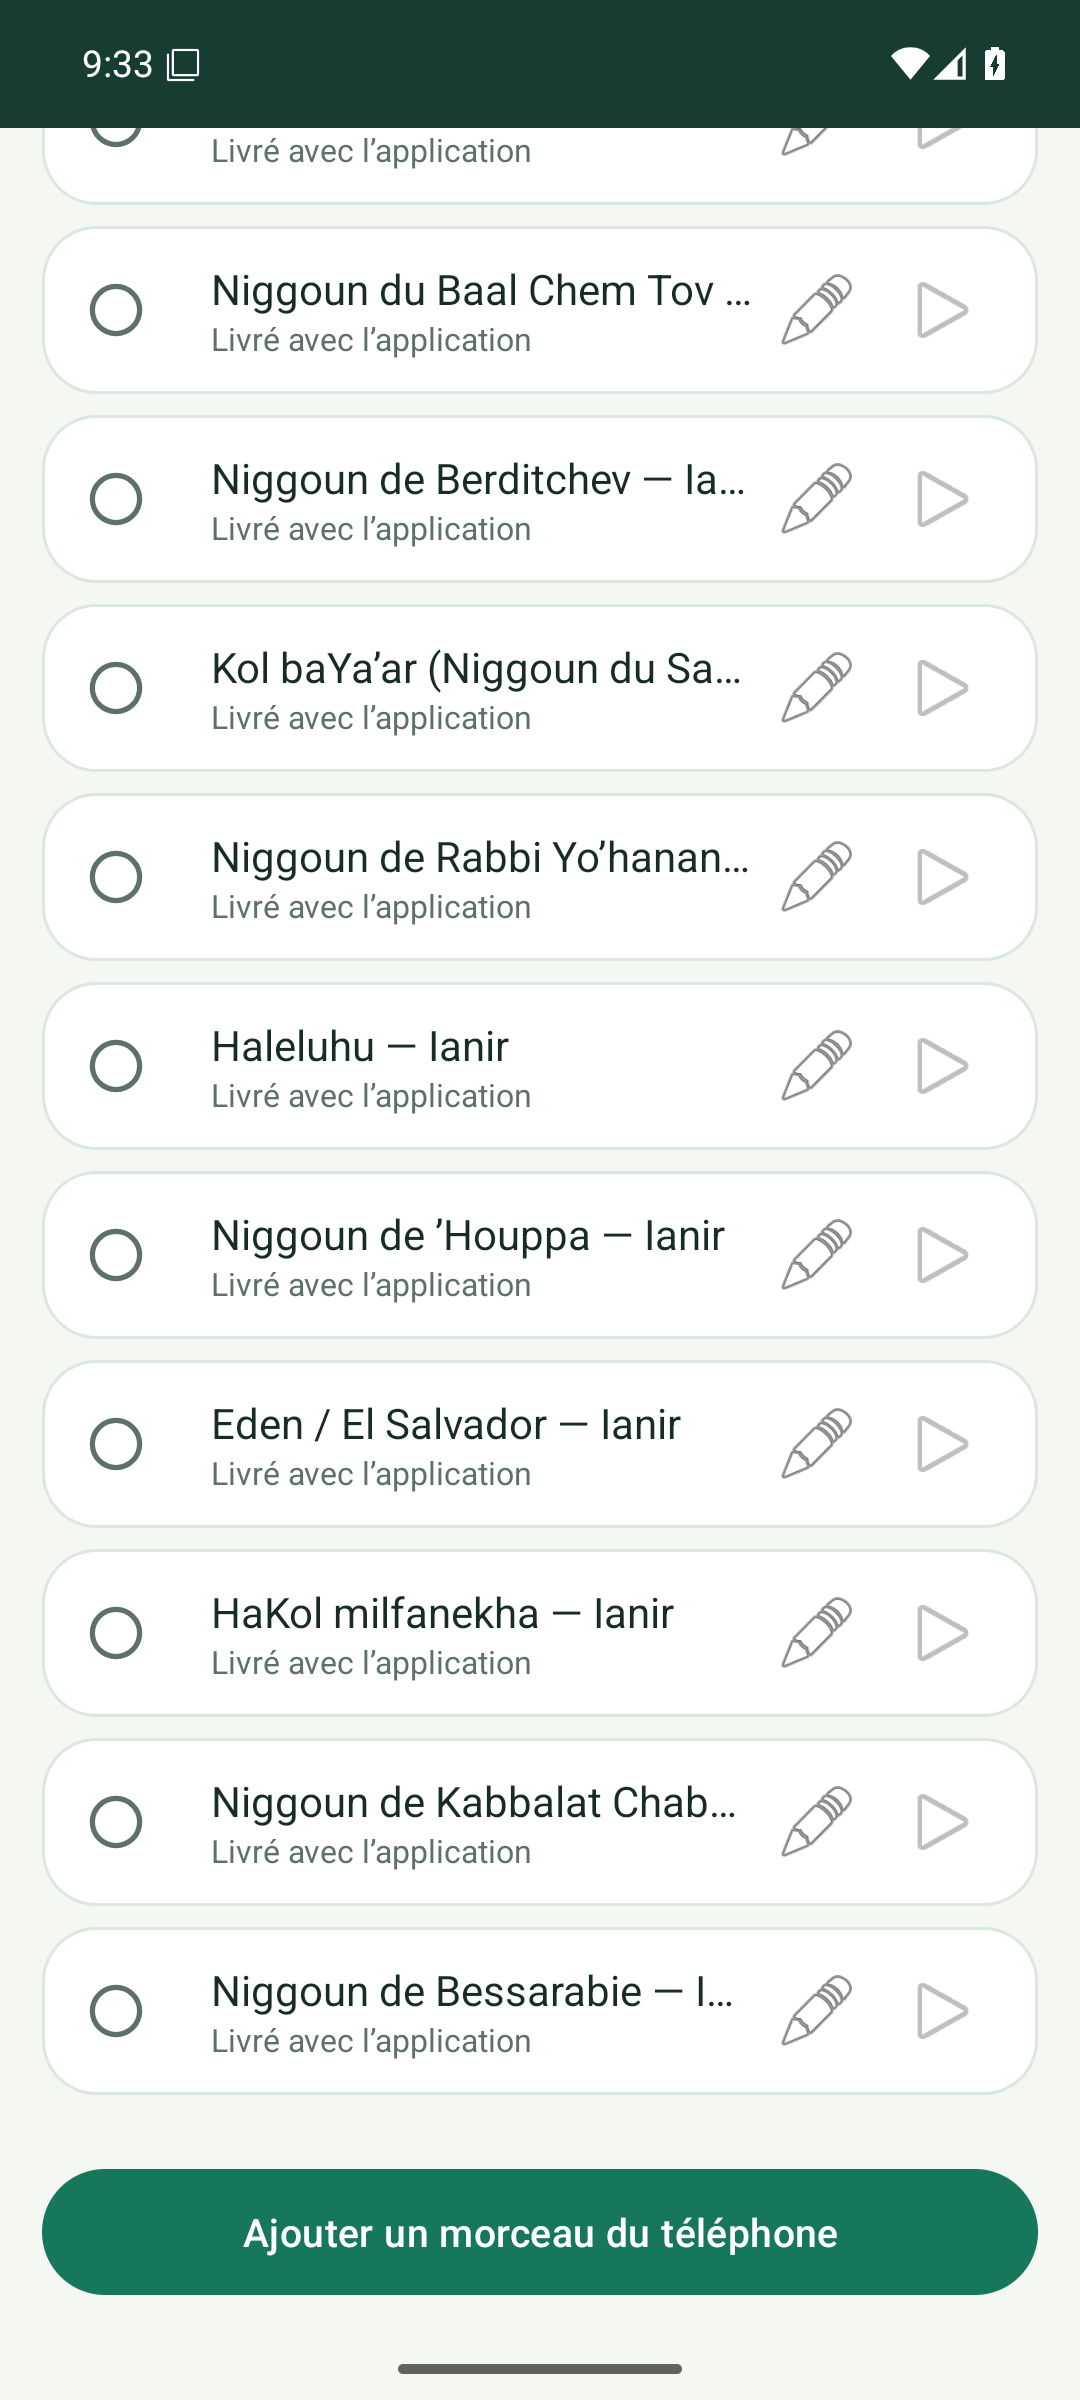 9:33
Livré avec l’application
Niggoun du Baal Chem Tov …
Livré avec l’application
Niggoun de Berditchev — Ia…
Livré avec l’application
Kol baYa’ar (Niggoun du Sa…
Livré avec l’application
Niggoun de Rabbi Yo’hanan…
Livré avec l’application
Haleluhu — Ianir
Livré avec l’application
Niggoun de ’Houppa — Ianir
Livré avec l’application
Eden / El Salvador — Ianir
Livré avec l’application
HaKol milfanekha — Ianir
Livré avec l’application
Niggoun de Kabbalat Chab…
Livré avec l’application
Niggoun de Bessarabie — I…
Livré avec l’application
Ajouter un morceau du téléphone